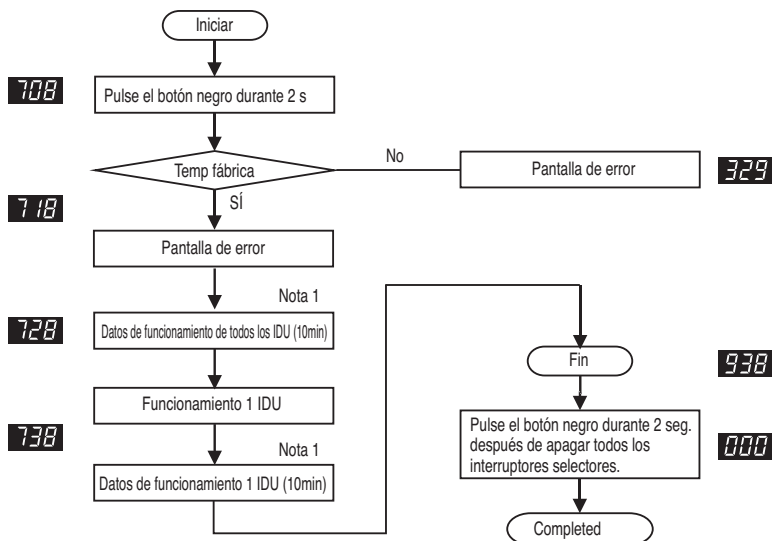 Iniciar
708
Pulse el botón negro durante 2 s
Temp fábrica
No
Pantalla de error
329
718
SÍ
Pantalla de error
Nota 1
728
Datos de funcionamiento de todos los IDU (10min)
Funcionamiento 1 IDU
738
Nota 1
Datos de funcionamiento 1 IDU (10min)
Fin
938
Pulse el botón negro durante 2 seg.
después de apagar todos los
interruptores selectores.
000
Completed